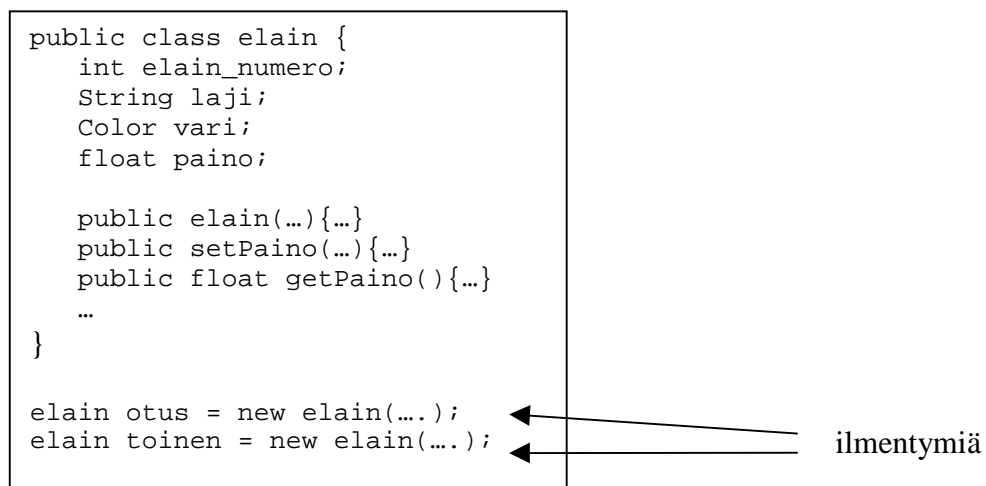 public class elain {
int elain_numero;
String laji;
Color vari;
float paino;
public elain(…){…}
public setPaino(…){…}
public float getPaino(){…}
…
}
elain otus = new elain(….);
elain toinen = new elain(….);
ilmentymiä